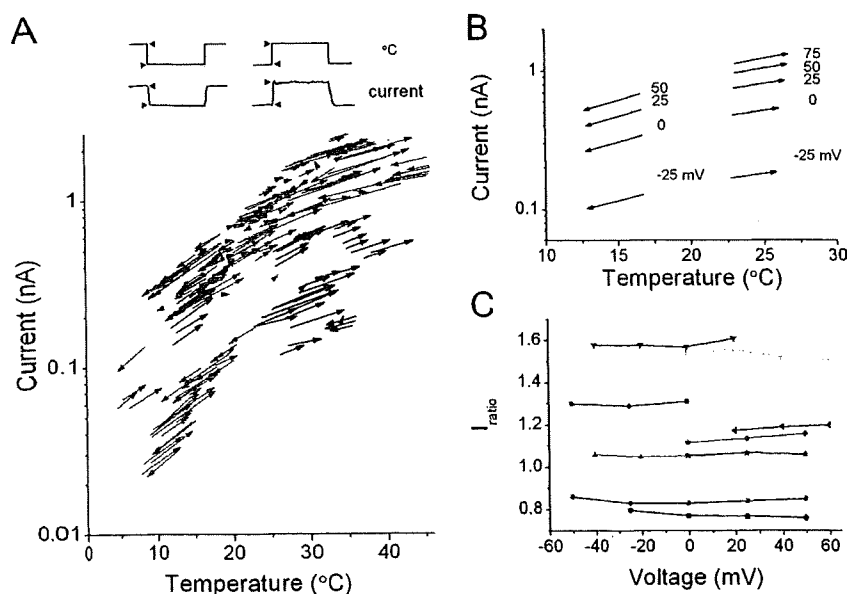 A
°C
current
Current (nA)
1
0.1
0.01
0 10 20 30 40
Temperature (°C)
B
Current (nA)
1
0.1
75
50
25
0
-25 mV
50
25
0
-25 mV
10 15 20 25 30
Temperature (°C)
C
I ratio
1.6
1.4
1.2
1.0
0.8
-60 -40 -20 0 20 40 60
Voltage (mV)